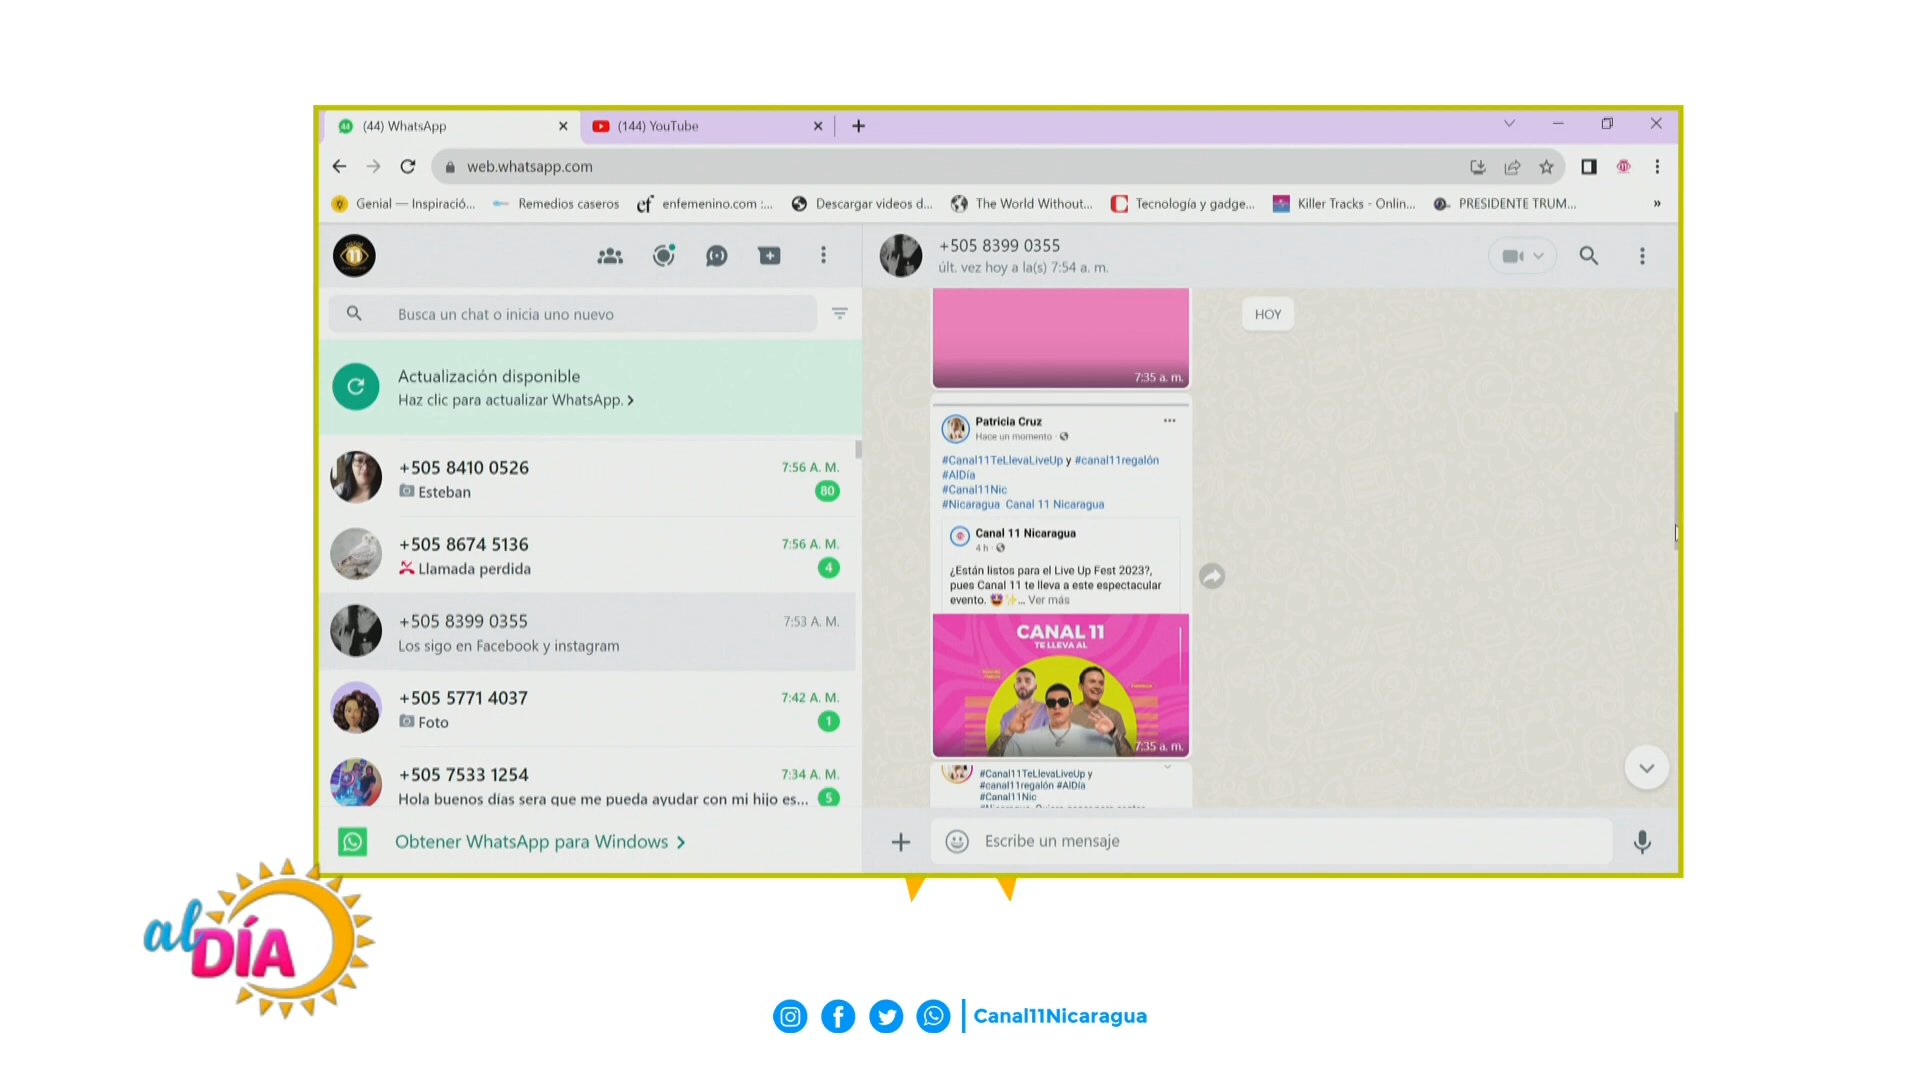 (44) WhatsApp
(144) YouTube
web.whatsapp.com
Genial — Inspiració...
Remedios caseros
enfemenino.com :...
Descargar videos d...
The World Without...
Tecnología y gadge...
Killer Tracks - Onlin...
PRESIDENTE TRUM...
»
11
Busca un chat o inicia uno nuevo
Actualización disponible
Haz clic para actualizar WhatsApp.
+505 8410 0526
7:56 A. M.
Esteban
80
+505 8674 5136
7:56 A. M.
Llamada perdida
4
+505 8399 0355
7:53 A. M.
Los sigo en Facebook y instagram
+505 5771 4037
7:42 A. M.
Foto
1
+505 7533 1254
7:34 A. M.
Hola buenos días sera que me pueda ayudar con mi hijo es...
5
Obtener WhatsApp para Windows
+505 8399 0355
últ. vez hoy a la(s) 7:54 a. m.
HOY
7:35 a. m.
Patricia Cruz
Hace un momento ·
#Canal11TeLlevaLiveUp y #canal11regalón
#AlDía
#Canal11Nic
#Nicaragua Canal 11 Nicaragua
Canal 11 Nicaragua
4 h ·
¿Están listos para el Live Up Fest 2023?,
pues Canal 11 te lleva a este espectacular
evento. 🤩✨... Ver más
CANAL 11
TE LLEVA AL
7:35 a. m.
#Canal11TeLlevaLiveUp y
#canal11regalón #AlDía
#Canal11Nic
Escribe un mensaje
al DÍA
Canal11Nicaragua